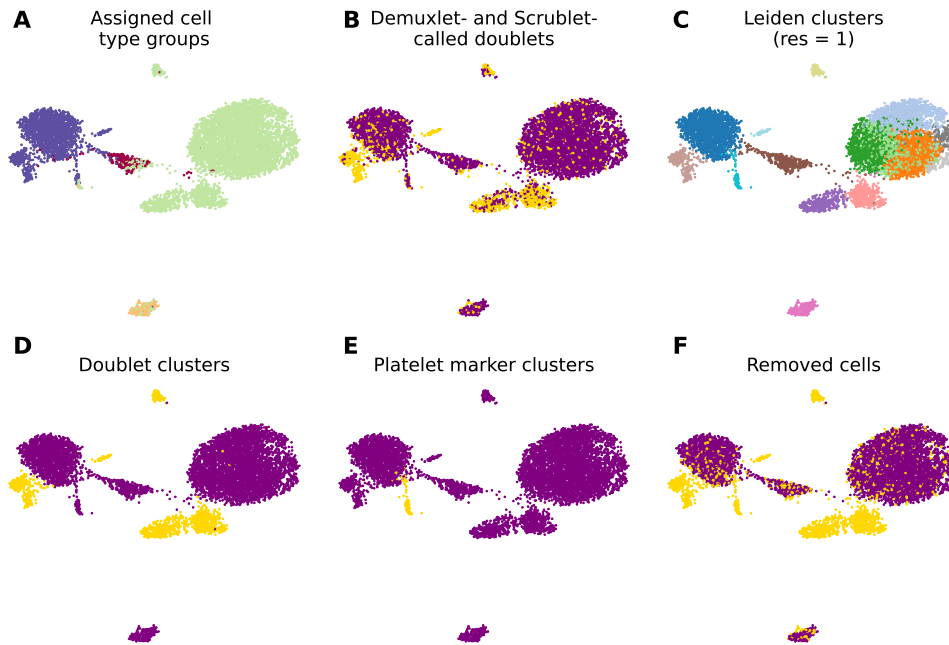 A
Assigned cell
type groups
B
Demuxlet- and Scrublet-
called doublets
C
Leiden clusters
(res = 1)
D
Doublet clusters
E
Platelet marker clusters
F
Removed cells